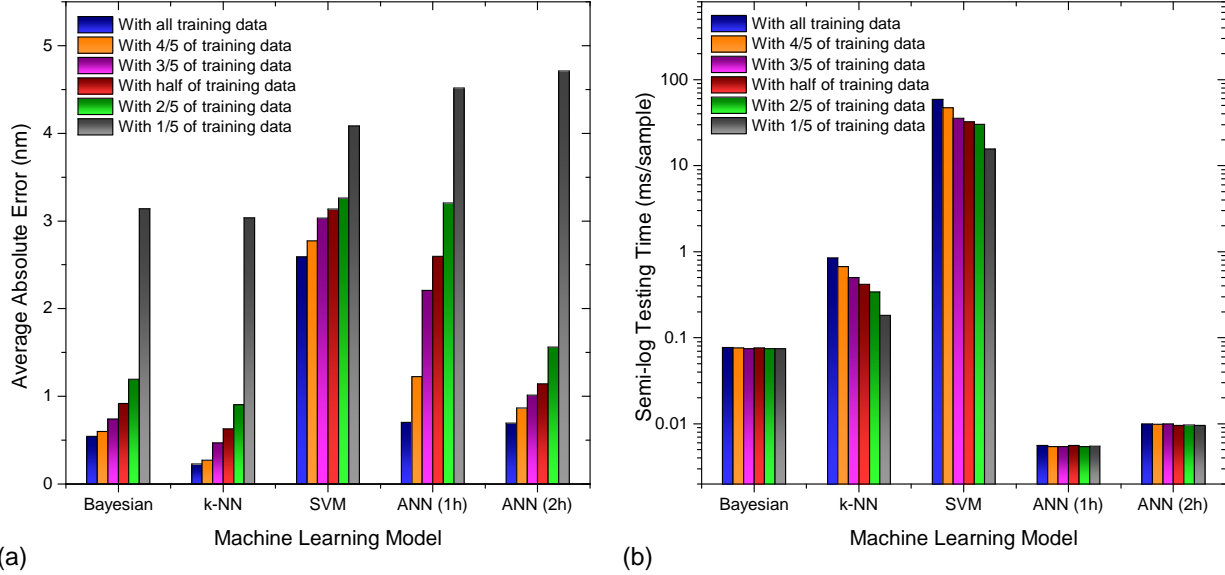 With all training data
With 4/5 of training data
With 3/5 of training data
With half of training data
With 2/5 of training data
With 1/5 of training data
5
4
3
2
1
0
Average Absolute Error (nm)
Bayesian k-NN SVM ANN (1h) ANN (2h)
Machine Learning Model
(a)
With all training data
With 4/5 of training data
With 3/5 of training data
With half of training data
With 2/5 of training data
With 1/5 of training data
100
10
1
0.1
0.01
Semi-log Testing Time (ms/sample)
Bayesian k-NN SVM ANN (1h) ANN (2h)
Machine Learning Model
(b)